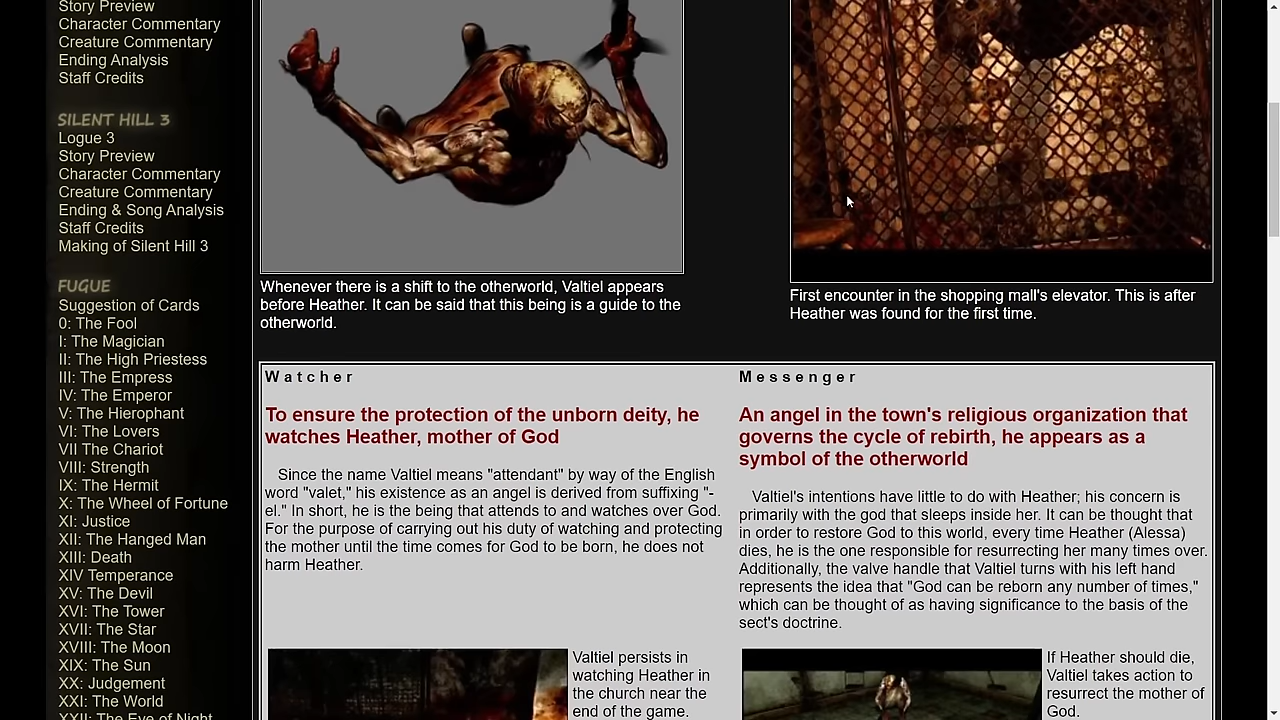 Story Preview
Character Commentary
Creature Commentary
Ending Analysis
Staff Credits
SILENT HILL 3
Logue 3
Story Preview
Character Commentary
Creature Commentary
Ending & Song Analysis
Staff Credits
Making of Silent Hill 3
FUGUE
Suggestion of Cards
0: The Fool
I: The Magician
II: The High Priestess
III: The Empress
IV: The Emperor
V: The Hierophant
VI: The Lovers
VII The Chariot
VIII: Strength
IX: The Hermit
X: The Wheel of Fortune
XI: Justice
XII: The Hanged Man
XIII: Death
XIV Temperance
XV: The Devil
XVI: The Tower
XVII: The Star
XVIII: The Moon
XIX: The Sun
XX: Judgement
XXI: The World
XXII: The Eye of Night
Whenever there is a shift to the otherworld, Valtiel appears
before Heather. It can be said that this being is a guide to the
otherworld.
First encounter in the shopping mall's elevator. This is after
Heather was found for the first time.
Watcher
To ensure the protection of the unborn deity, he
watches Heather, mother of God
Since the name Valtiel means "attendant" by way of the English
word "valet," his existence as an angel is derived from suffixing "-
el." In short, he is the being that attends to and watches over God.
For the purpose of carrying out his duty of watching and protecting
the mother until the time comes for God to be born, he does not
harm Heather.
Valtiel persists in
watching Heather in
the church near the
end of the game.
Messenger
An angel in the town's religious organization that
governs the cycle of rebirth, he appears as a
symbol of the otherworld
Valtiel's intentions have little to do with Heather; his concern is
primarily with the god that sleeps inside her. It can be thought that
in order to restore God to this world, every time Heather (Alessa)
dies, he is the one responsible for resurrecting her many times over.
Additionally, the valve handle that Valtiel turns with his left hand
represents the idea that "God can be reborn any number of times,"
which can be thought of as having significance to the basis of the
sect's doctrine.
If Heather should die,
Valtiel takes action to
resurrect the mother of
God.